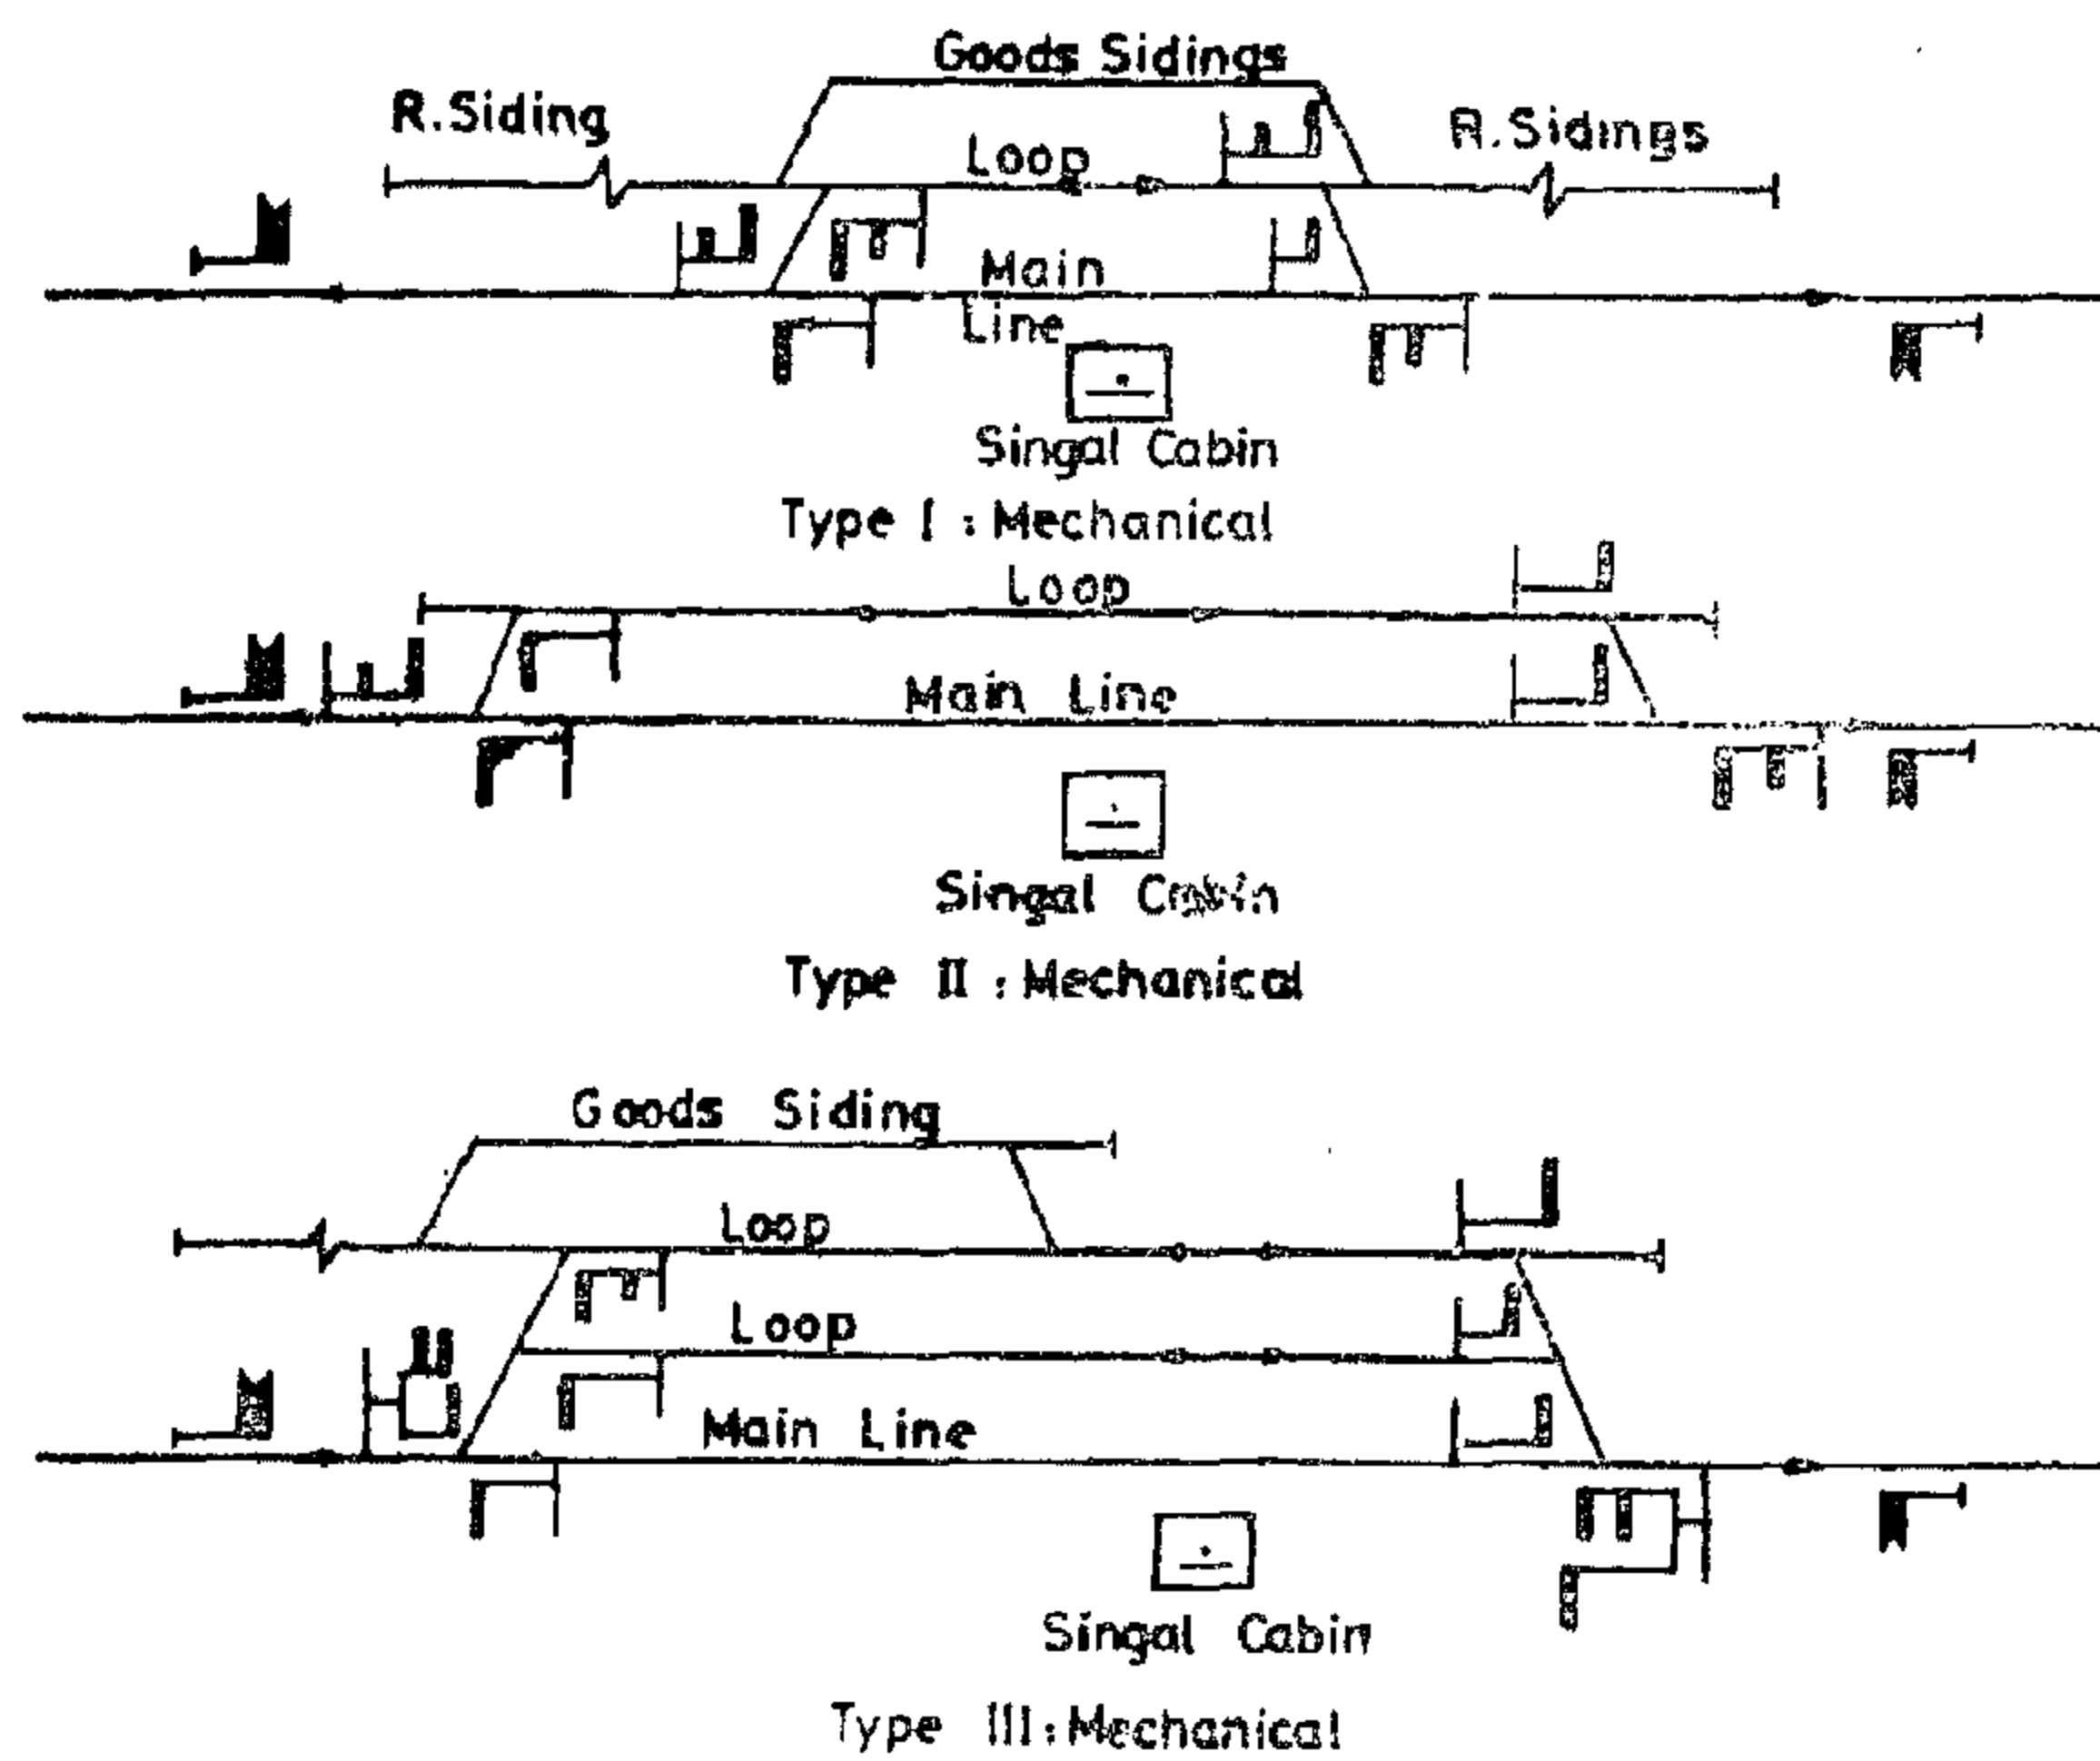 Goods Sidings
R.Siding
R.Sidings
Loop
Main
Line
Singal Cabin
Type I : Mechanical
Loop
Main Line
Singal Cabin
Type II : Mechanical
Goods Siding
Loop
Loop
Main Line
Singal Cabin
Type III : Mechanical